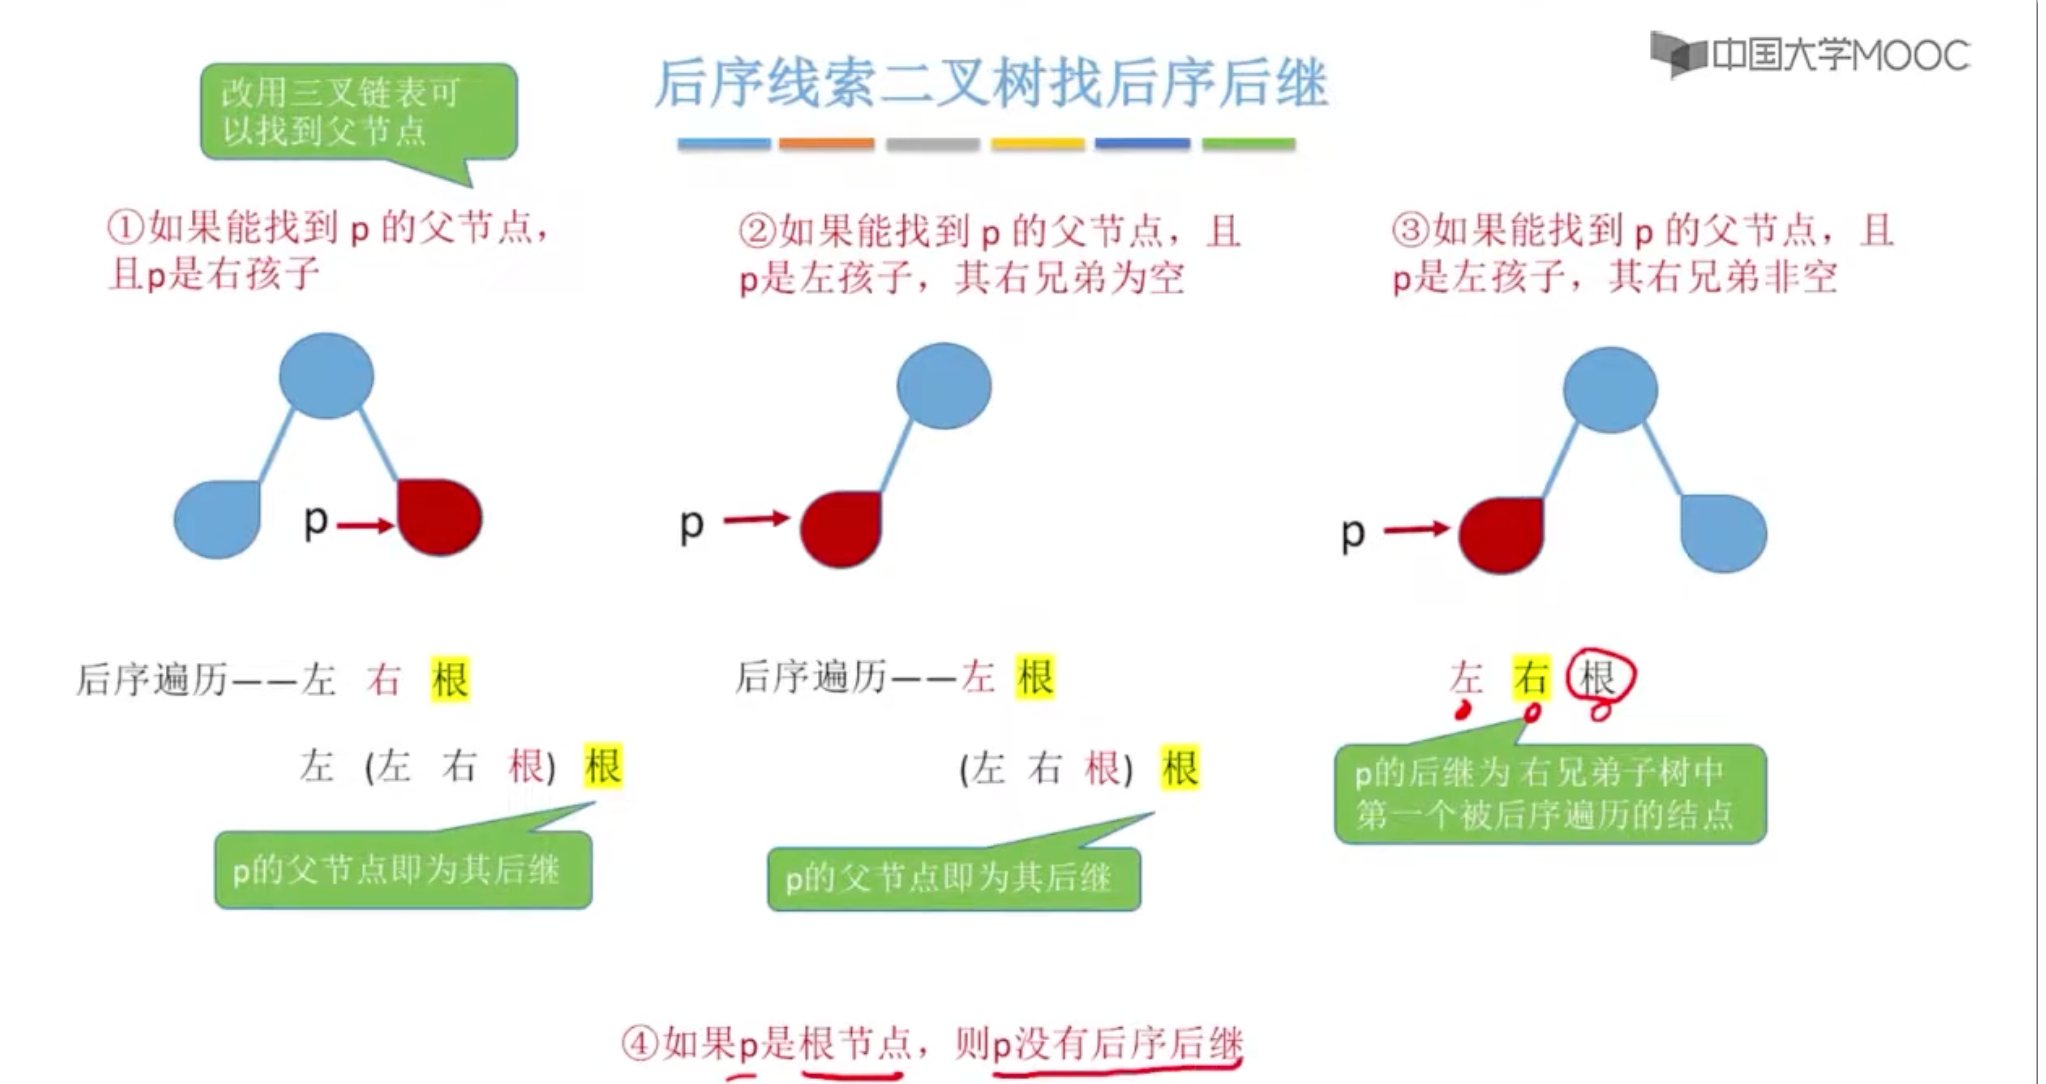 中国大学MOOC
后序线索二叉树找后序后继
改用三叉链表可
以找到父节点
①如果能找到 p 的父节点，
且p是右孩子
②如果能找到 p 的父节点，且
p是左孩子，其右兄弟为空
③如果能找到 p 的父节点，且
p是左孩子，其右兄弟非空
p
p
p
后序遍历——左 右 根
左 (左 右 根) 根
p的父节点即为其后继
后序遍历——左 根
(左 右 根) 根
p的父节点即为其后继
左 右 根
p的后继为 右兄弟子树中
第一个被后序遍历的结点
④如果p是根节点，则p没有后序后继